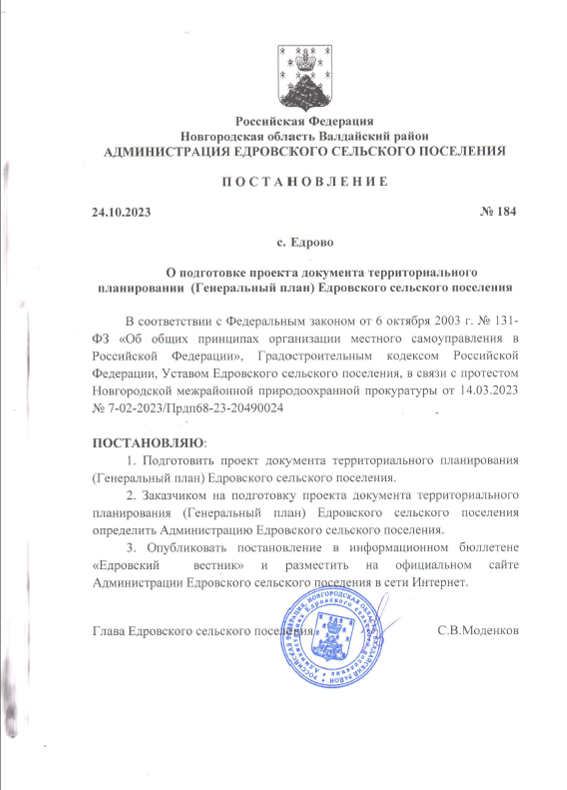 Российская Федерация
Новгородская область Валдайский район
АДМИНИСТРАЦИЯ ЕДРОВСКОГО СЕЛЬСКОГО ПОСЕЛЕНИЯ
П О С Т А Н О В Л Е Н И Е
24.10.2023 № 184
с. Едрово
О подготовке проекта документа территориального
планировании (Генеральный план) Едровского сельского поселения
В соответствии с Федеральным законом от 6 октября 2003 г. № 131-
ФЗ «Об общих принципах организации местного самоуправления в
Российской Федерации», Градостроительным кодексом Российской
Федерации, Уставом Едровского сельского поселения, в связи с протестом
Новгородской межрайонной природоохранной прокуратуры от 14.03.2023
№ 7-02-2023/Прдп68-23-20490024
ПОСТАНОВЛЯЮ:
1. Подготовить проект документа территориального планирования
(Генеральный план) Едровского сельского поселения.
2. Заказчиком на подготовку проекта документа территориального
планирования (Генеральный план) Едровского сельского поселения
определить Администрацию Едровского сельского поселения.
3. Опубликовать постановление в информационном бюллетене
«Едровский вестник» и разместить на официальном сайте
Администрации Едровского сельского поселения в сети Интернет.
Глава Едровского сельского поселения С.В.Моденков
РОССИЙСКАЯ ФЕДЕРАЦИЯ, НОВГОРОДСКАЯ ОБЛАСТЬ, ВАЛДАЙСКИЙ РАЙОН
Администрация Едровского сельского поселения